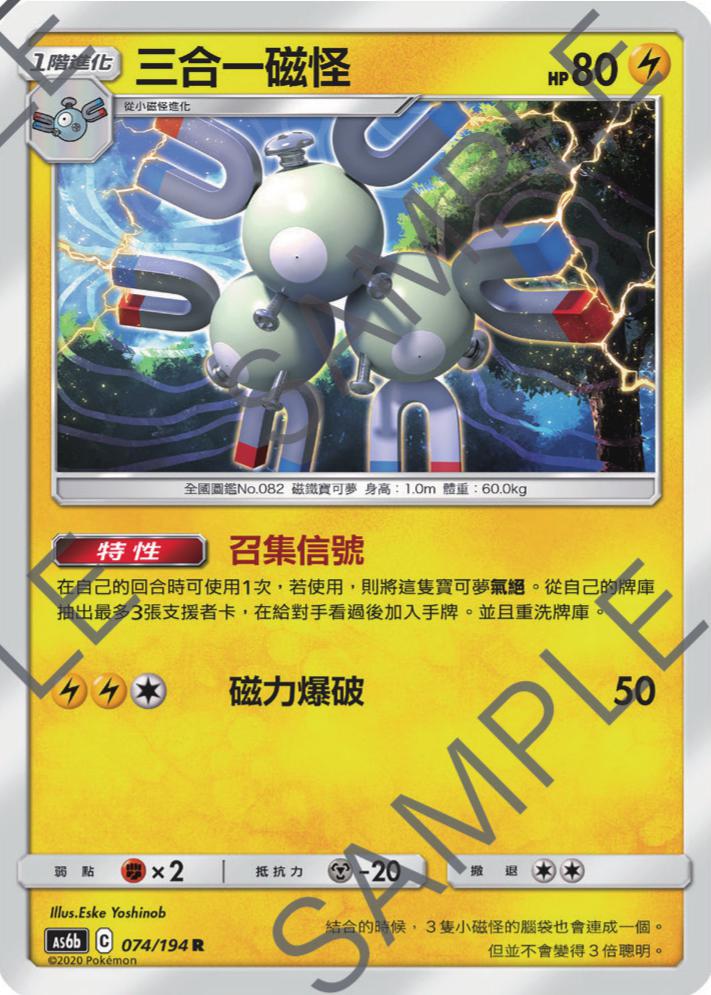 1階進化
三合一磁怪
HP80
從小磁怪進化
全國圖鑑No.082 磁鐵寶可夢 身高：1.0m 體重：60.0kg
特性 召集信號
在自己的回合時可使用1次，若使用，則將這隻寶可夢氣絕。從自己的牌庫
抽出最多3張支援者卡，在給對手看過後加入手牌。並且重洗牌庫。
磁力爆破 50
弱點 ×2 抵抗力 -20 撤退
Illus.Eske Yoshinob
結合的時候，3隻小磁怪的腦袋也會連成一個。
但並不會變得3倍聰明。
AS6b C 074/194 R
©2020 Pokémon
SAMPLE
SAMPLE